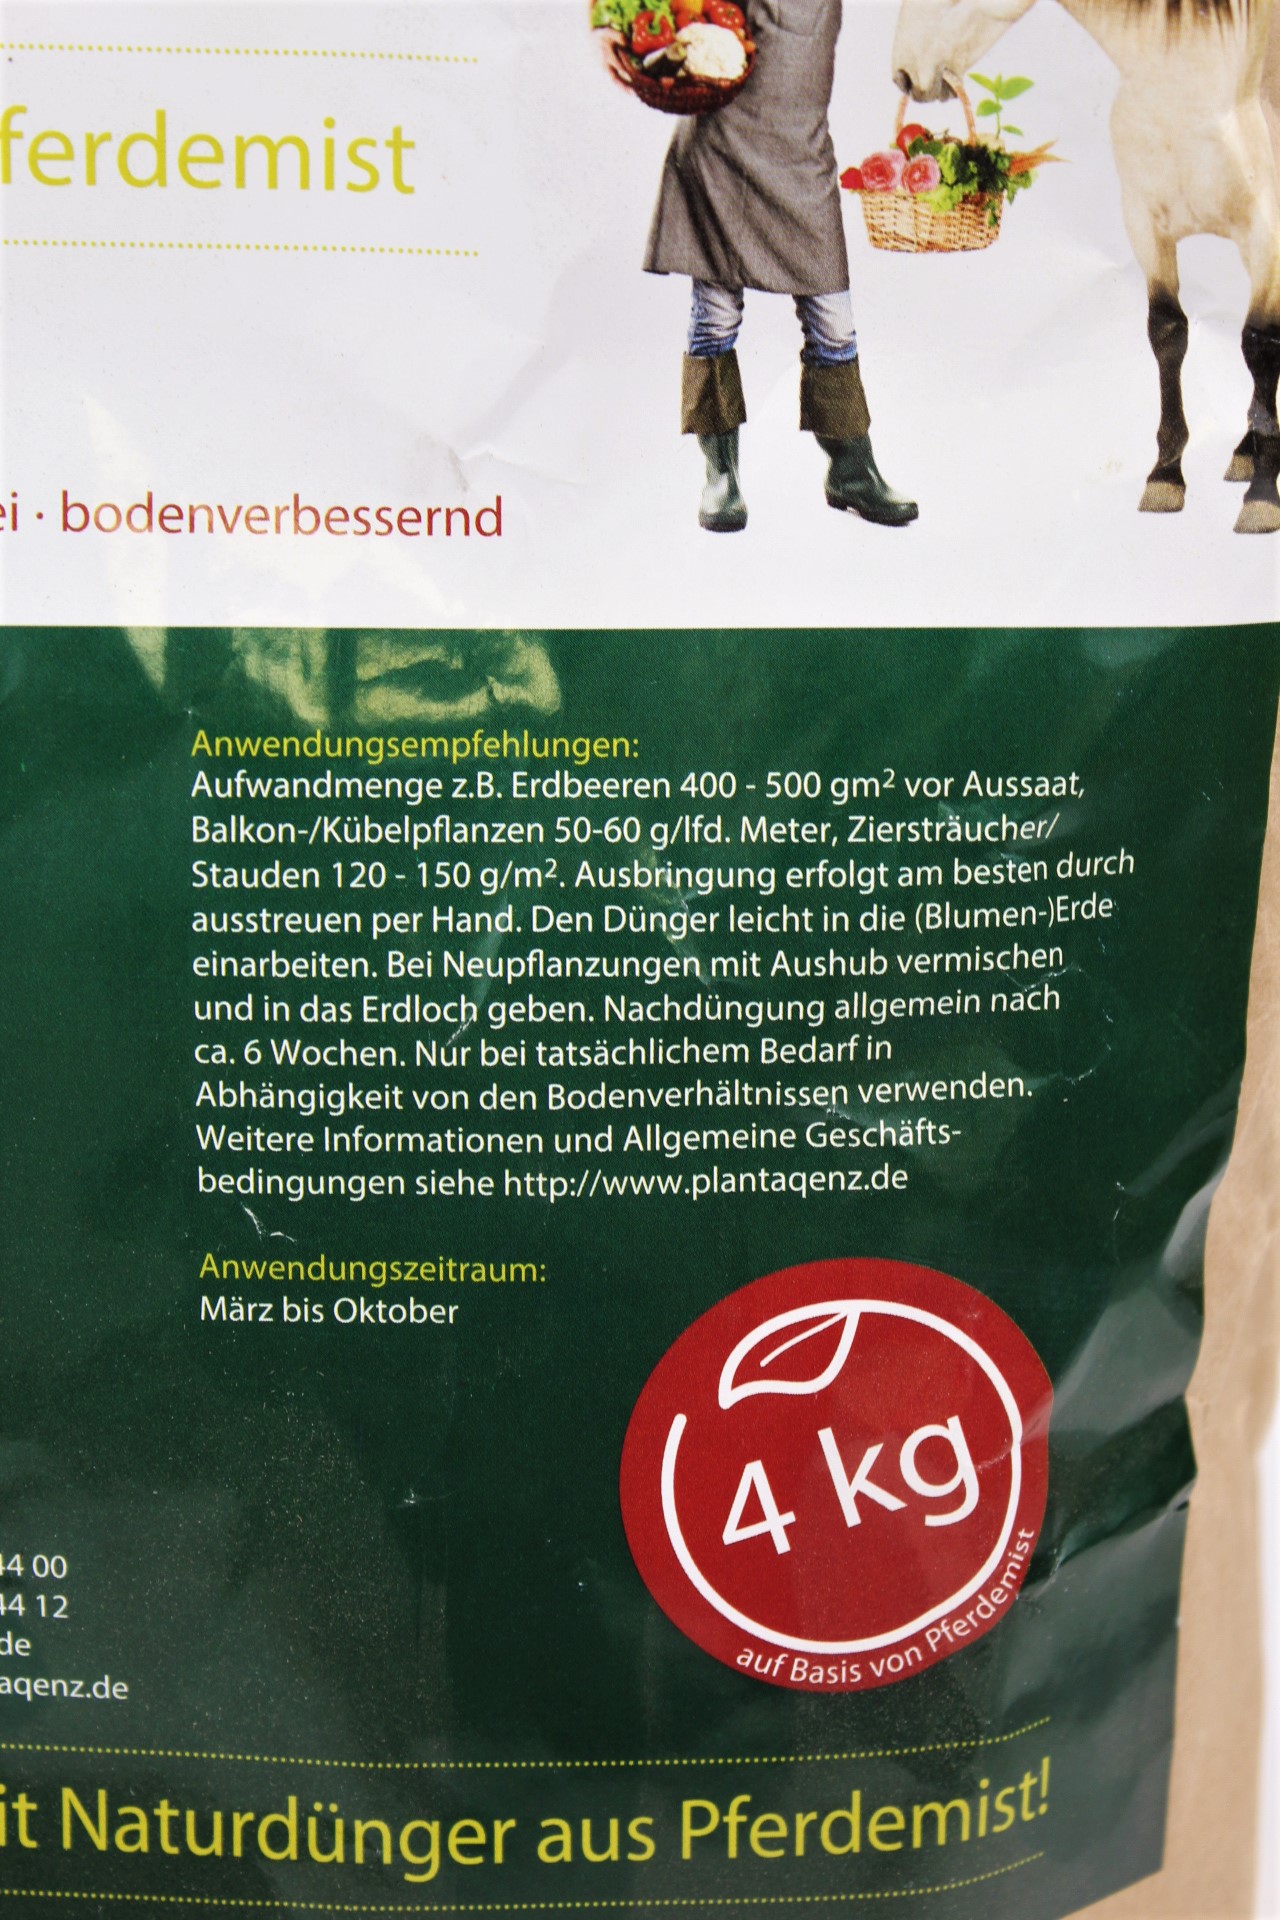 ferdemist
ei · bodenverbessernd
Anwendungsempfehlungen:
Aufwandmenge z.B. Erdbeeren 400 - 500 gm² vor Aussaat,
Balkon-/Kübelpflanzen 50-60 g/lfd. Meter, Ziersträucher/
Stauden 120 - 150 g/m². Ausbringung erfolgt am besten durch
ausstreuen per Hand. Den Dünger leicht in die (Blumen-)Erde
einarbeiten. Bei Neupflanzungen mit Aushub vermischen
und in das Erdloch geben. Nachdüngung allgemein nach
ca. 6 Wochen. Nur bei tatsächlichem Bedarf in
Abhängigkeit von den Bodenverhältnissen verwenden.
Weitere Informationen und Allgemeine Geschäfts-
bedingungen siehe http://www.plantaqenz.de
Anwendungszeitraum:
März bis Oktober
4 kg
auf Basis von Pferdemist
44 00
44 12
de
aqenz.de
it Naturdünger aus Pferdemist!